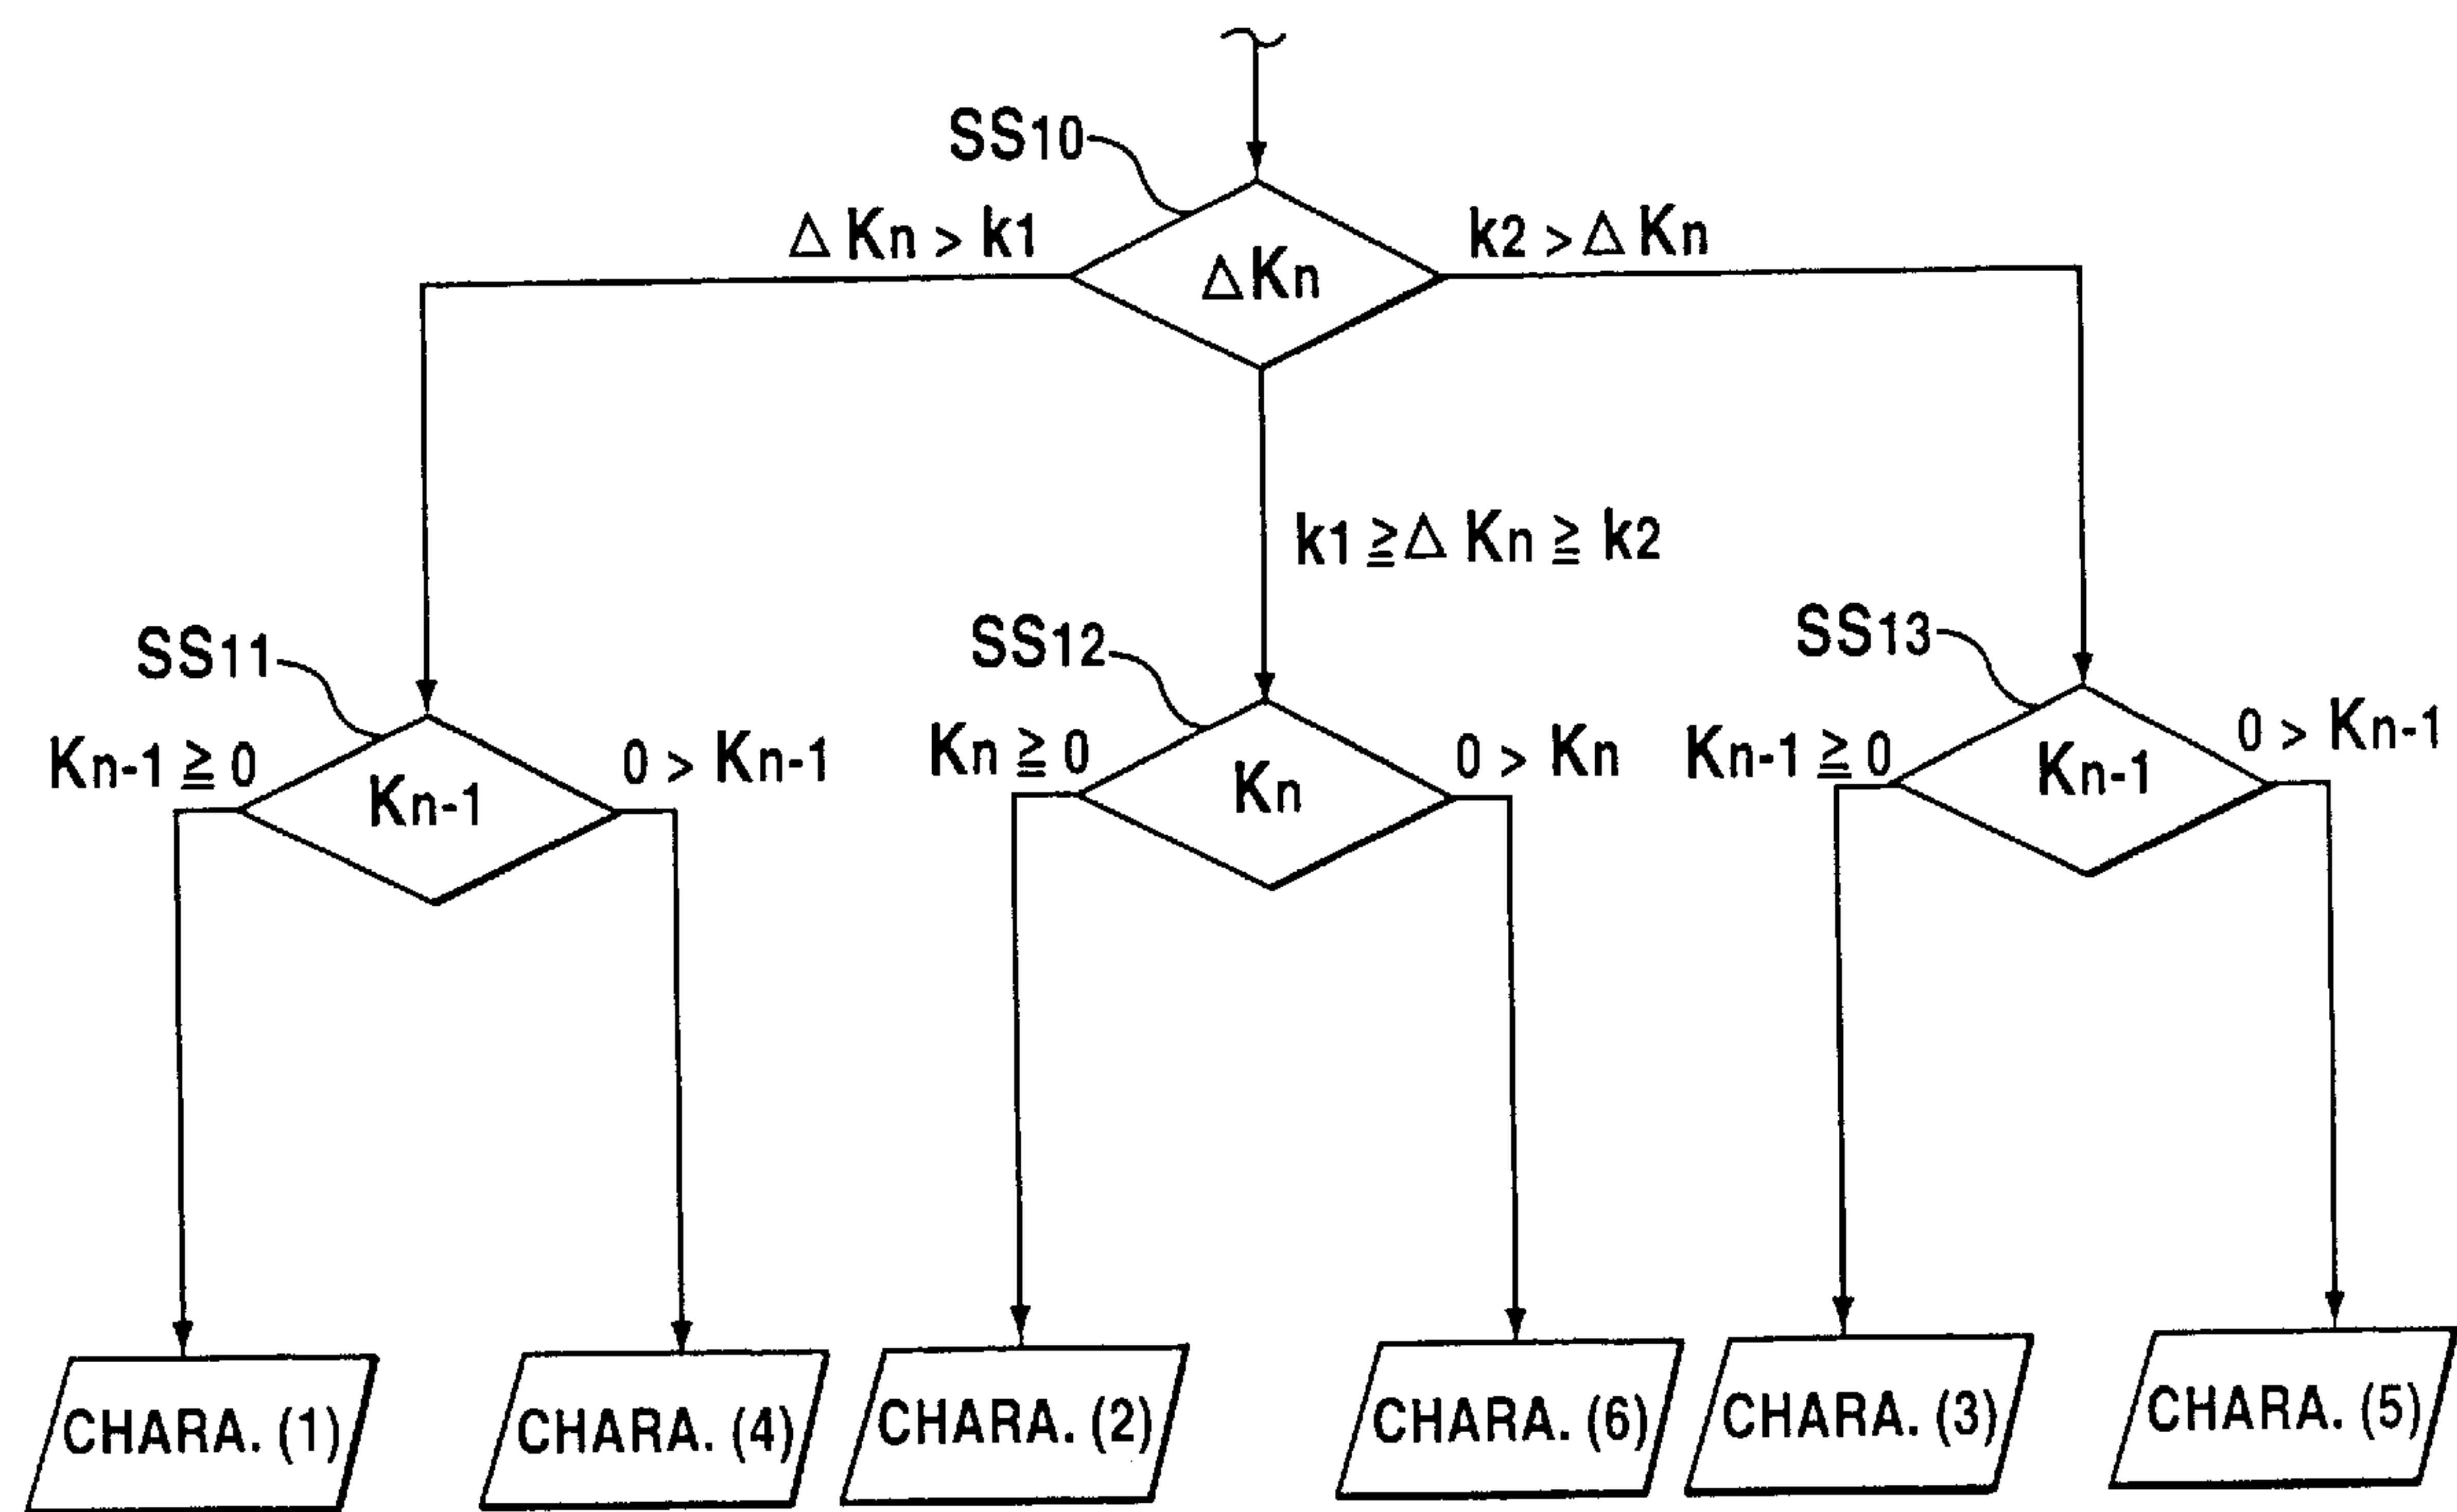 SS10
ΔKn > k1
k2 > ΔKn
ΔKn
k1 ≧ ΔKn ≧ k2
SS11
SS12
SS13
Kn-1 ≧ 0
Kn-1
0 > Kn-1
Kn ≧ 0
Kn
0 > Kn
Kn-1 ≧ 0
Kn-1
0 > Kn-1
CHARA. (1)
CHARA. (4)
CHARA. (2)
CHARA. (6)
CHARA. (3)
CHARA. (5)